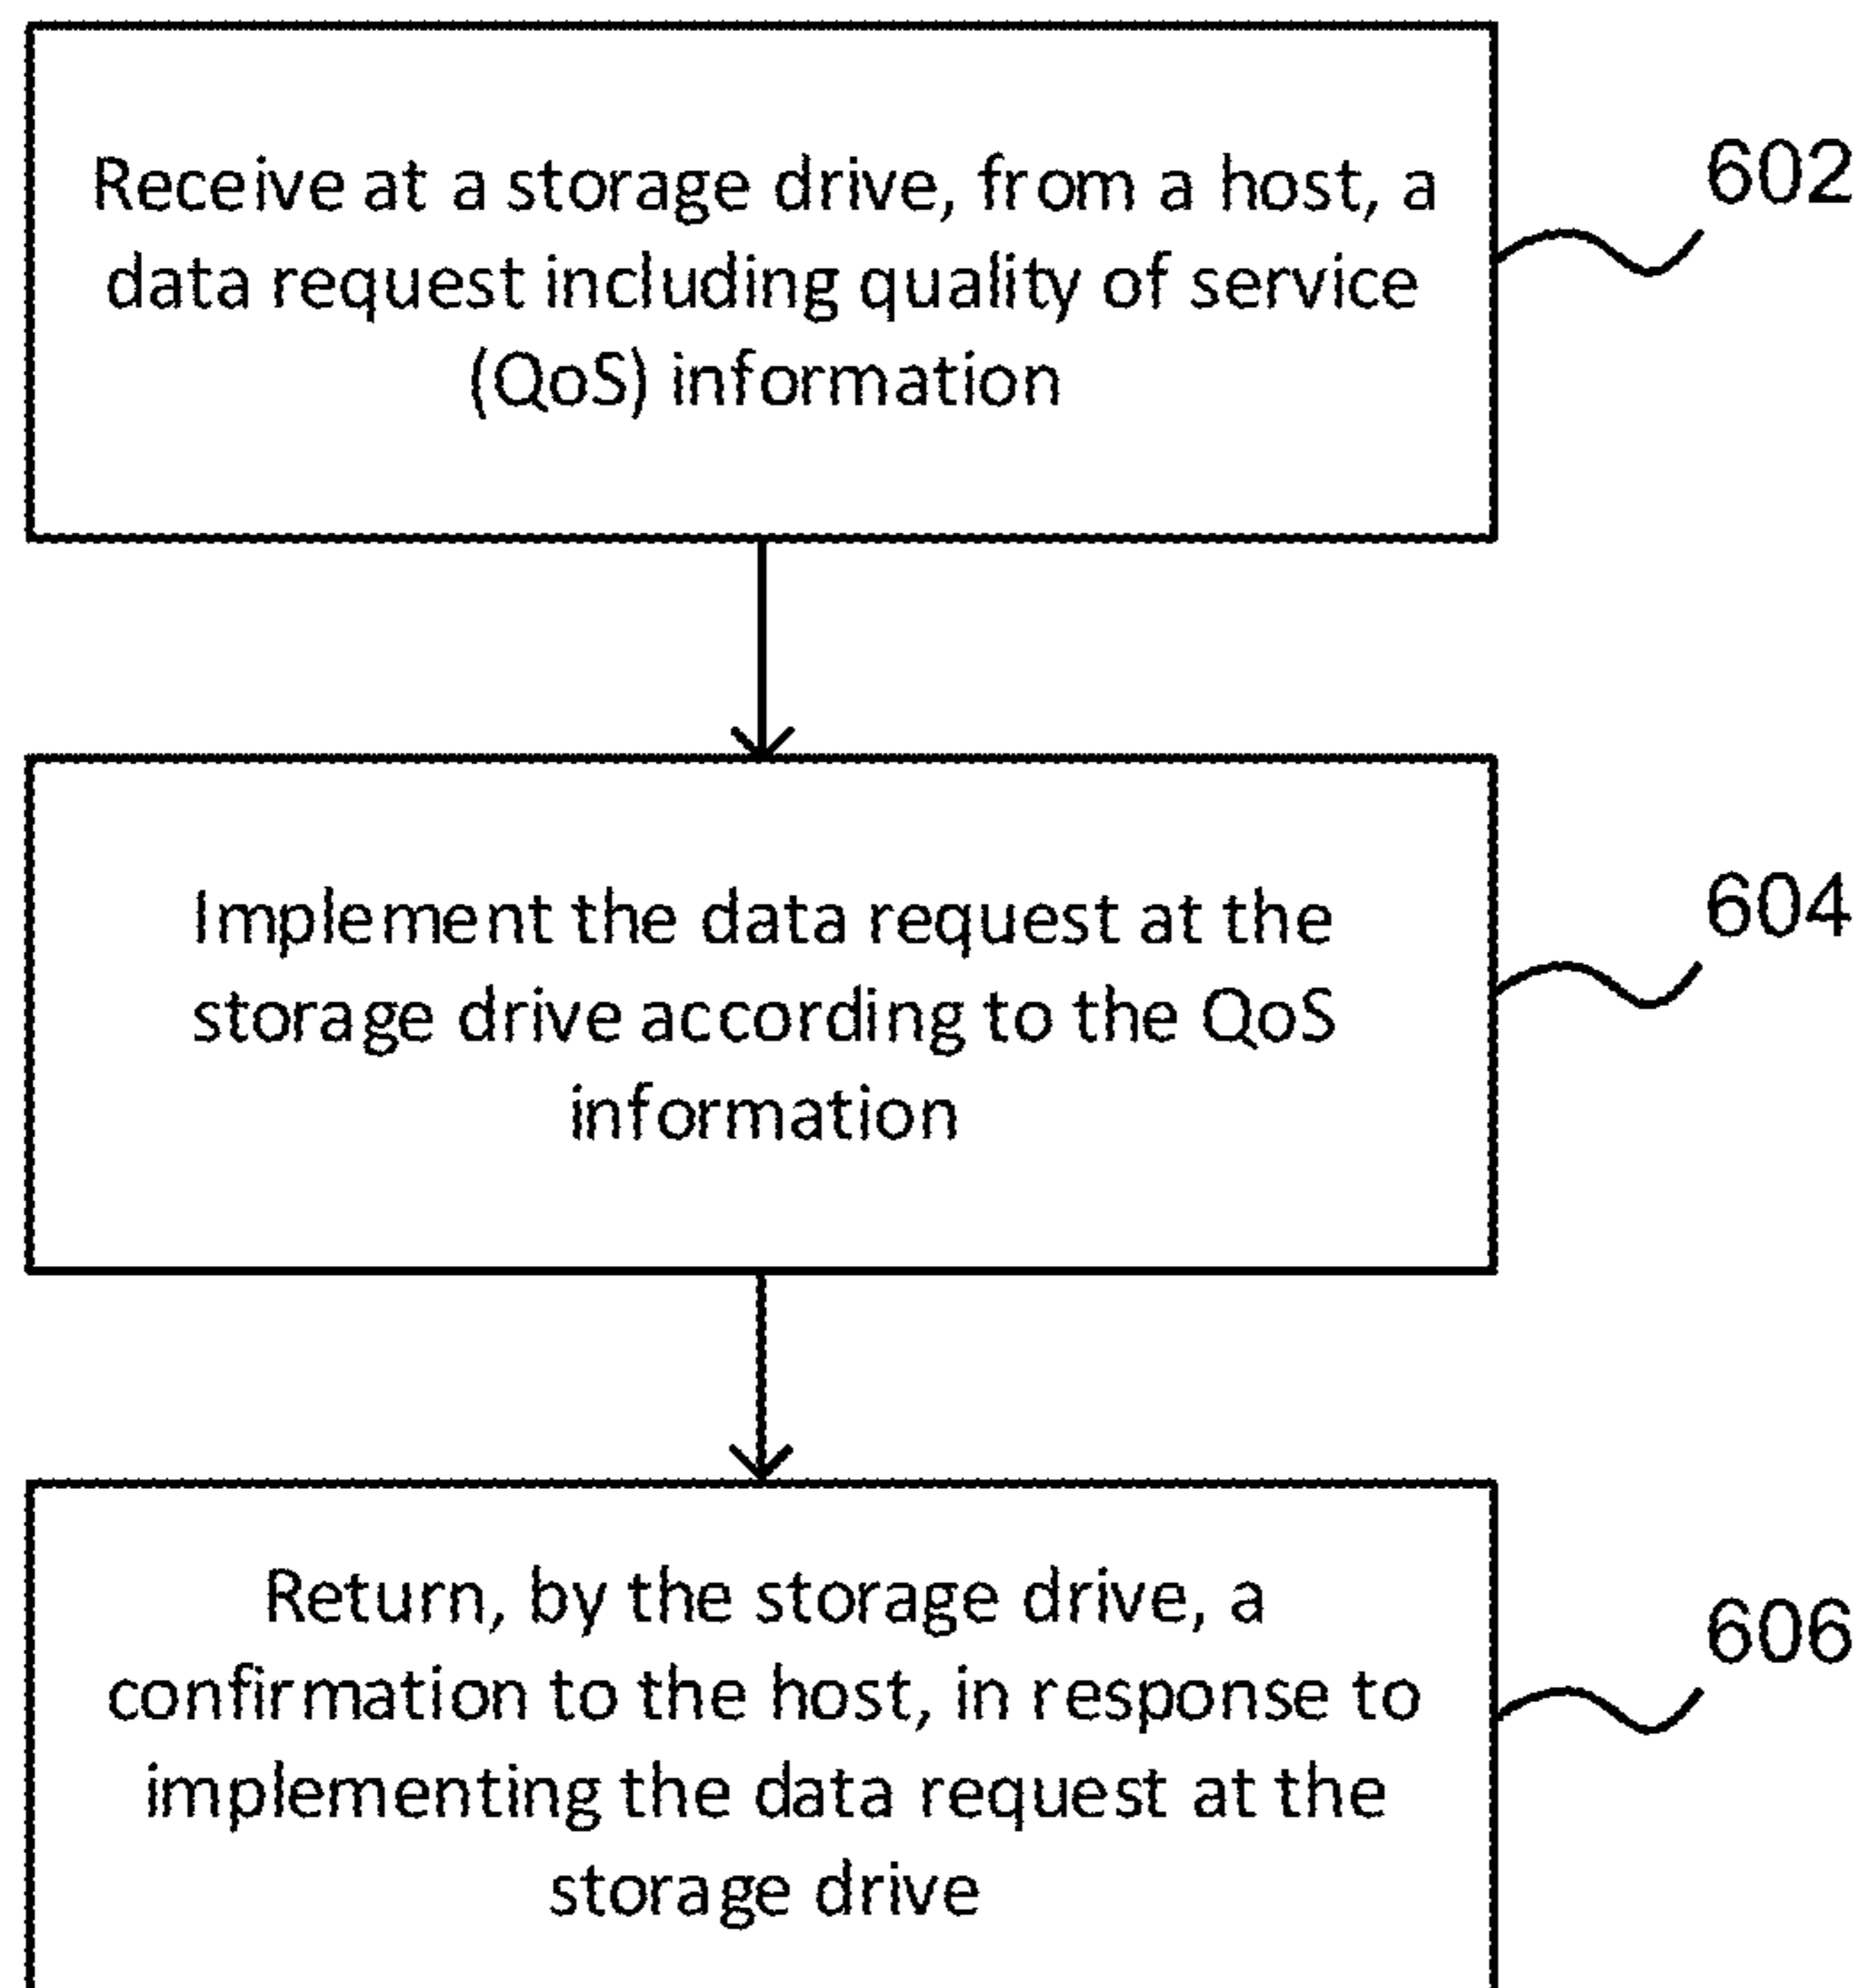 Receive at a storage drive, from a host, a
data request including quality of service
(QoS) information
602
Implement the data request at the
storage drive according to the QoS
information
604
Return, by the storage drive, a
confirmation to the host, in response to
implementing the data request at the
storage drive
606